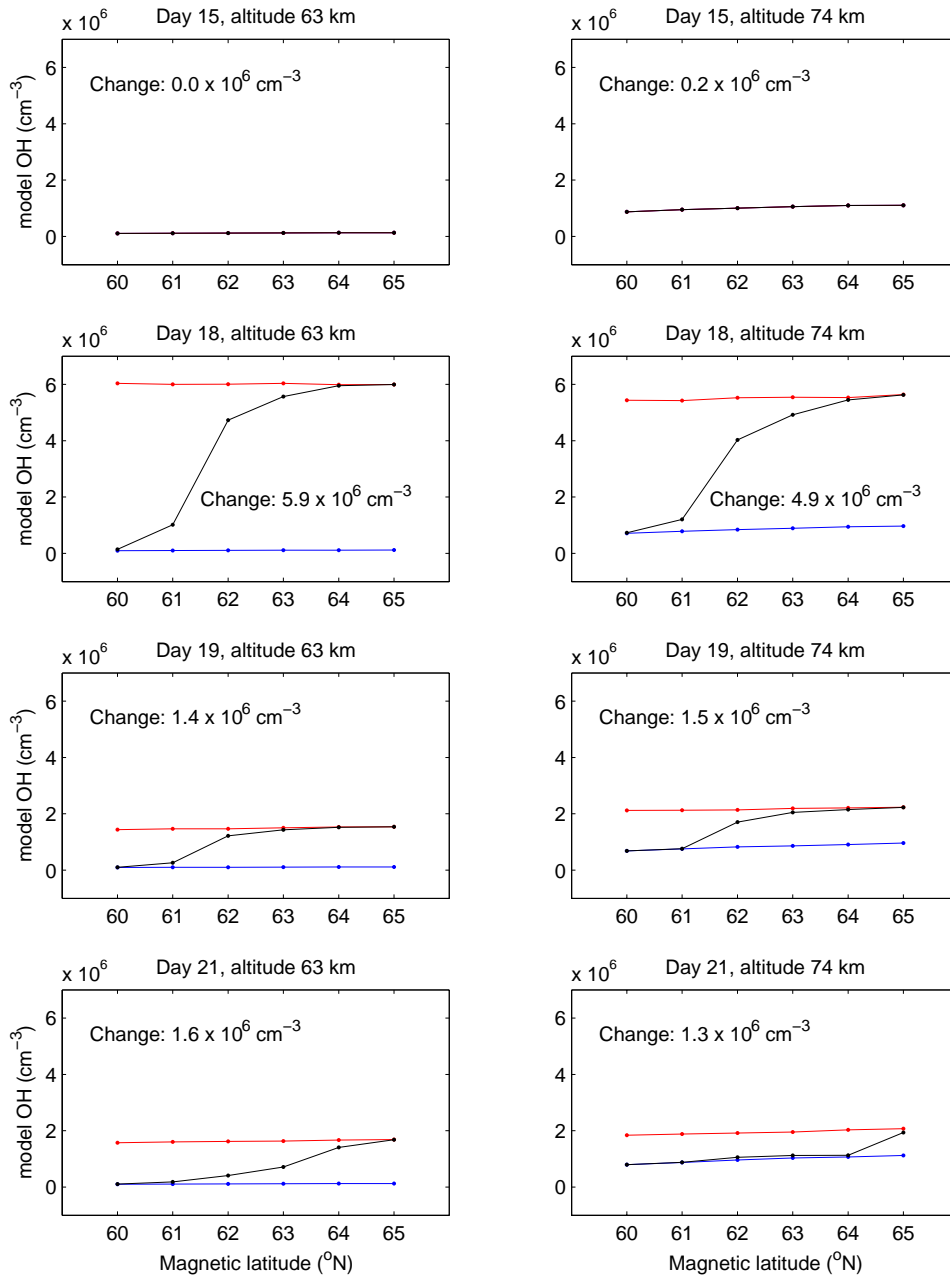 x 10^6 Day 15, altitude 63 km
Change: 0.0 x 10^6 cm^−3
model OH (cm^−3)
6
4
2
0
60 61 62 63 64 65
x 10^6 Day 15, altitude 74 km
Change: 0.2 x 10^6 cm^−3
6
4
2
0
60 61 62 63 64 65
x 10^6 Day 18, altitude 63 km
Change: 5.9 x 10^6 cm^−3
model OH (cm^−3)
6
4
2
0
60 61 62 63 64 65
x 10^6 Day 18, altitude 74 km
Change: 4.9 x 10^6 cm^−3
6
4
2
0
60 61 62 63 64 65
x 10^6 Day 19, altitude 63 km
Change: 1.4 x 10^6 cm^−3
model OH (cm^−3)
6
4
2
0
60 61 62 63 64 65
x 10^6 Day 19, altitude 74 km
Change: 1.5 x 10^6 cm^−3
6
4
2
0
60 61 62 63 64 65
x 10^6 Day 21, altitude 63 km
Change: 1.6 x 10^6 cm^−3
model OH (cm^−3)
6
4
2
0
60 61 62 63 64 65
Magnetic latitude (^oN)
x 10^6 Day 21, altitude 74 km
Change: 1.3 x 10^6 cm^−3
6
4
2
0
60 61 62 63 64 65
Magnetic latitude (^oN)